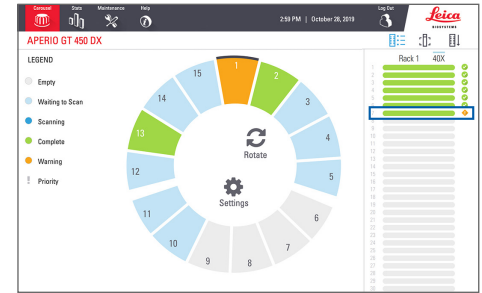 Carousel Stats Maintenance Help
2:59 PM | October 28, 2019
Log Out
Leica
BIOSYSTEMS
APERIO GT 450 DX
LEGEND
Empty
Waiting to Scan
Scanning
Complete
Warning
! Priority
1
2
3
4
5
6
7
8
9
10
11
12
13
14
15
Rotate
Settings
Rack 1 40X